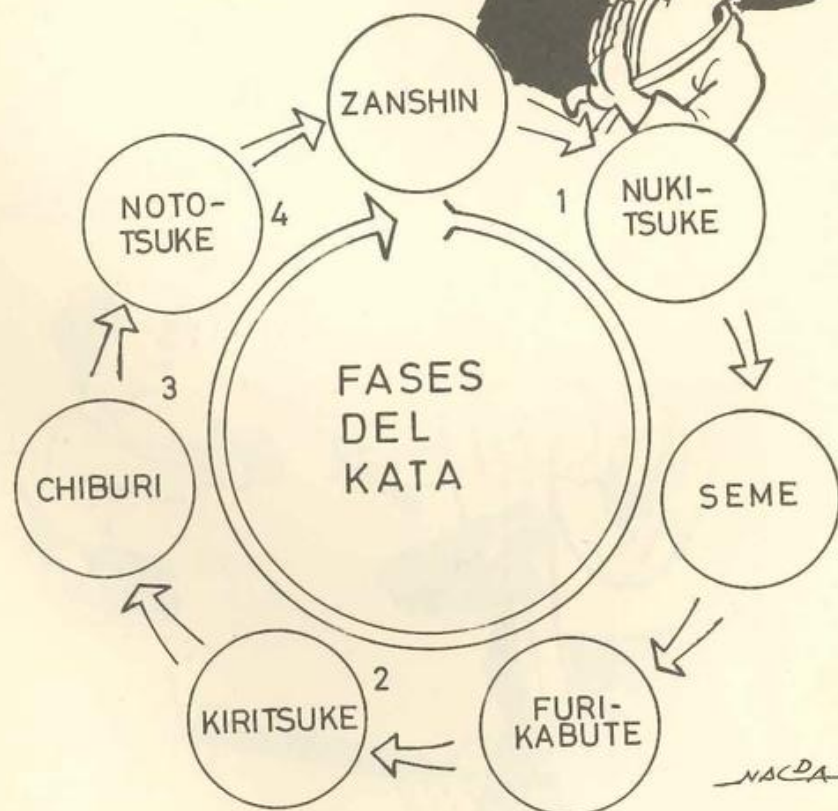 ZANSHIN
1
NUKI-
TSUKE
SEME
FURI-
KABUTE
2
KIRITSUKE
3
CHIBURI
4
NOTO-
TSUKE
FASES
DEL
KATA